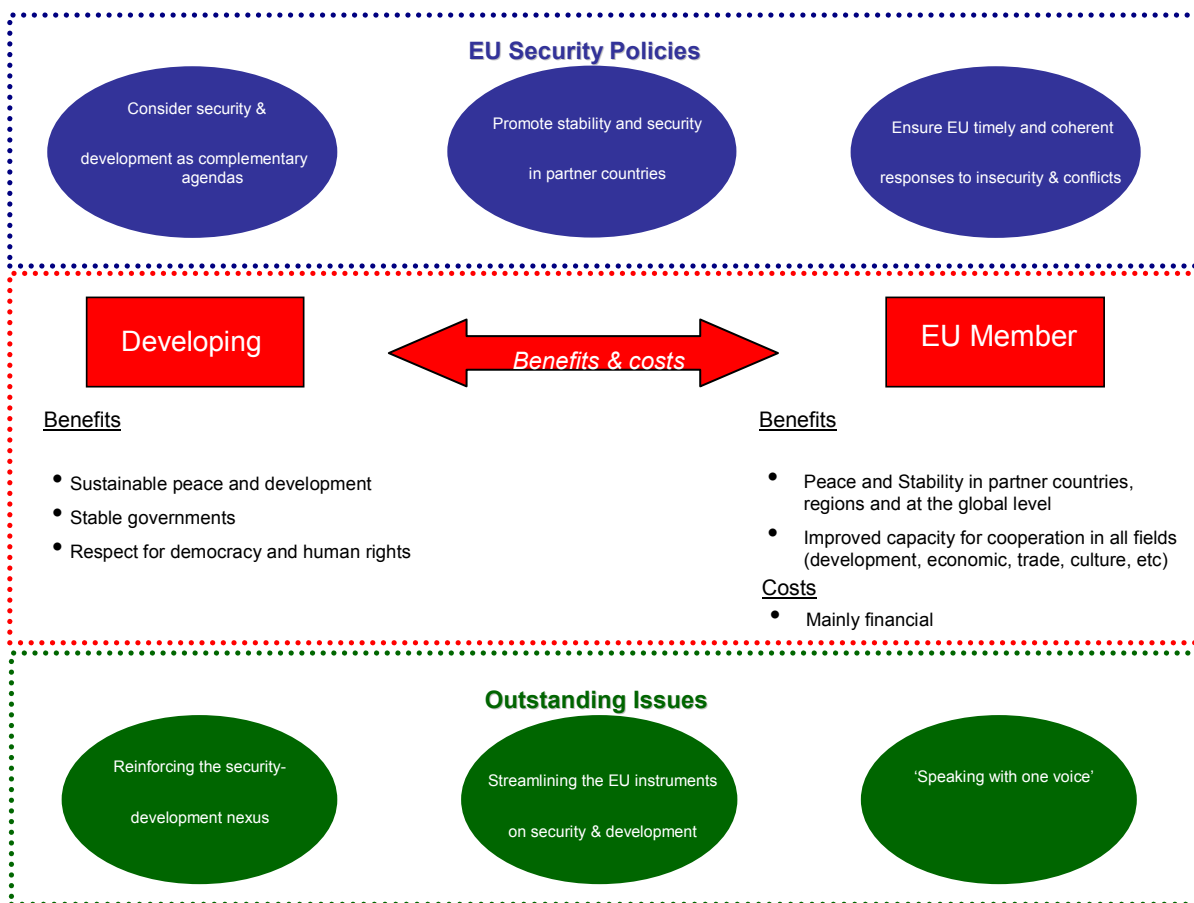 EU Security Policies
Consider security &
development as complementary
agendas
Promote stability and security
in partner countries
Ensure EU timely and coherent
responses to insecurity & conflicts
Developing
Benefits & costs
EU Member
Benefits
• Sustainable peace and development
• Stable governments
• Respect for democracy and human rights
Benefits
• Peace and Stability in partner countries,
regions and at the global level
• Improved capacity for cooperation in all fields
(development, economic, trade, culture, etc)
Costs
• Mainly financial
Outstanding Issues
Reinforcing the security-
development nexus
Streamlining the EU instruments
on security & development
‘Speaking with one voice’